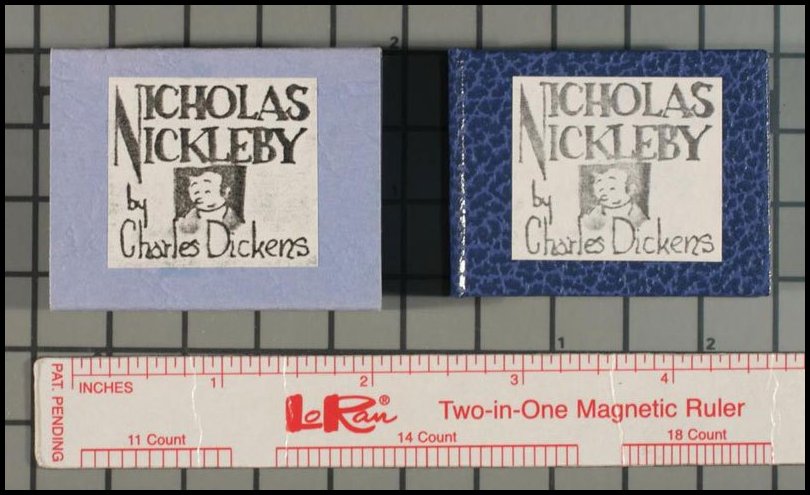 NICHOLAS
NICKLEBY
by
Charles Dickens
NICHOLAS
NICKLEBY
by
Charles Dickens
2
1
2
PAT. PENDING
INCHES
1
2
3
4
LoRan®
Two-in-One Magnetic Ruler
11 Count
14 Count
18 Count